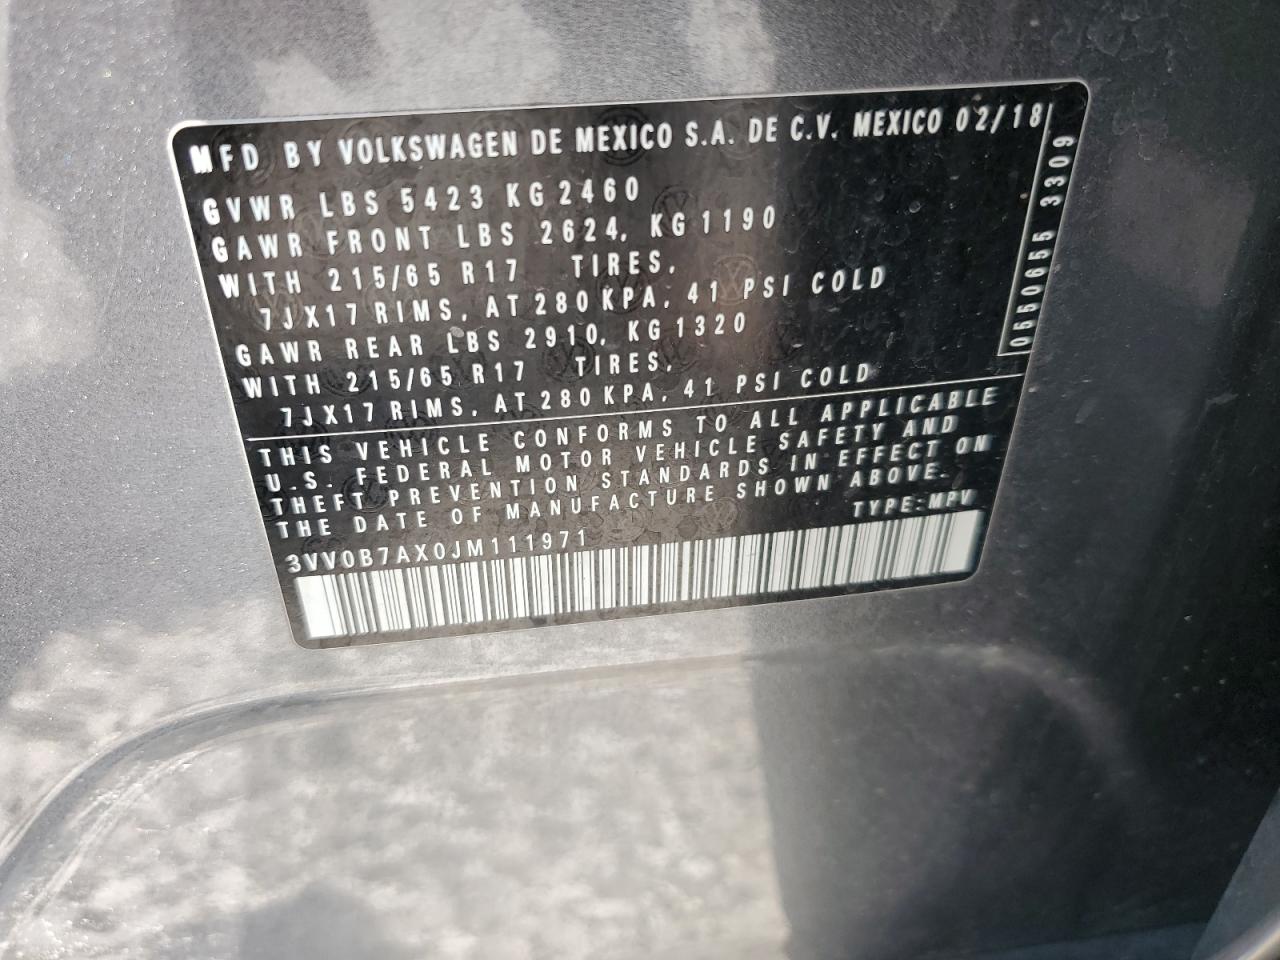 MFD BY VOLKSWAGEN DE MEXICO S.A. DE C.V. MEXICO 02/18
GVWR LBS 5423 KG 2460
GAWR FRONT LBS 2624, KG 1190
WITH 215/65 R17 TIRES,
7JX17 RIMS, AT 280 KPA, 41 PSI COLD
GAWR REAR LBS 2910, KG 1320
WITH 215/65 R17 TIRES,
7JX17 RIMS, AT 280 KPA, 41 PSI COLD
THIS VEHICLE CONFORMS TO ALL APPLICABLE
U.S. FEDERAL MOTOR VEHICLE SAFETY AND
THEFT PREVENTION STANDARDS IN EFFECT ON
THE DATE OF MANUFACTURE SHOWN ABOVE.
TYPE:MPV
3VV0B7AX0JM111971
0550655 3309